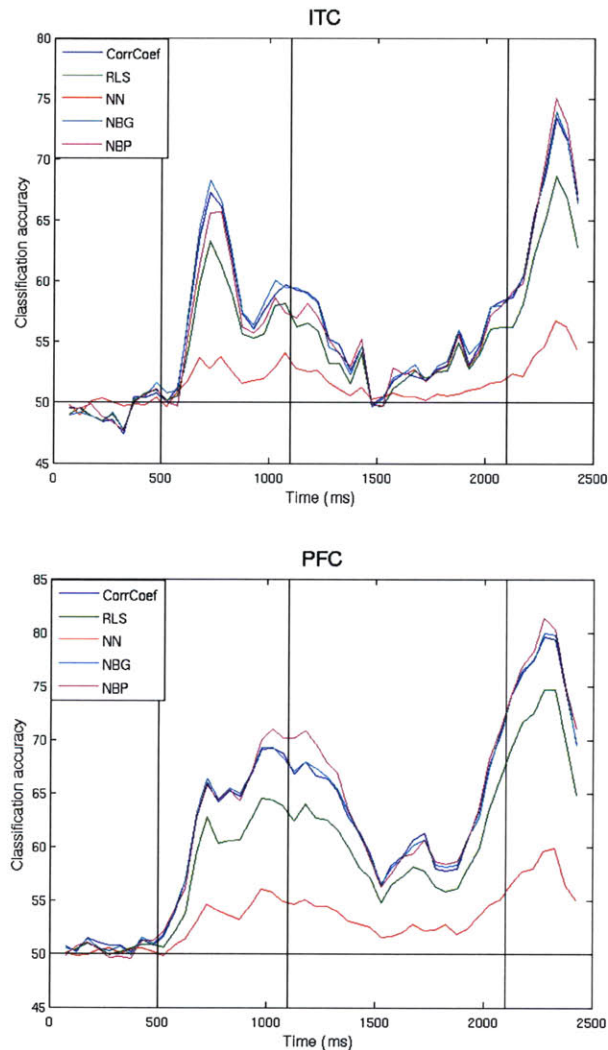 ITC
80
75
70
65
60
55
50
45
Classification accuracy
CorrCoef
RLS
NN
NBG
NBP
0 500 1000 1500 2000 2500
Time (ms)
PFC
85
80
75
70
65
60
55
50
45
Classification accuracy
CorrCoef
RLS
NN
NBG
NBP
0 500 1000 1500 2000 2500
Time (ms)